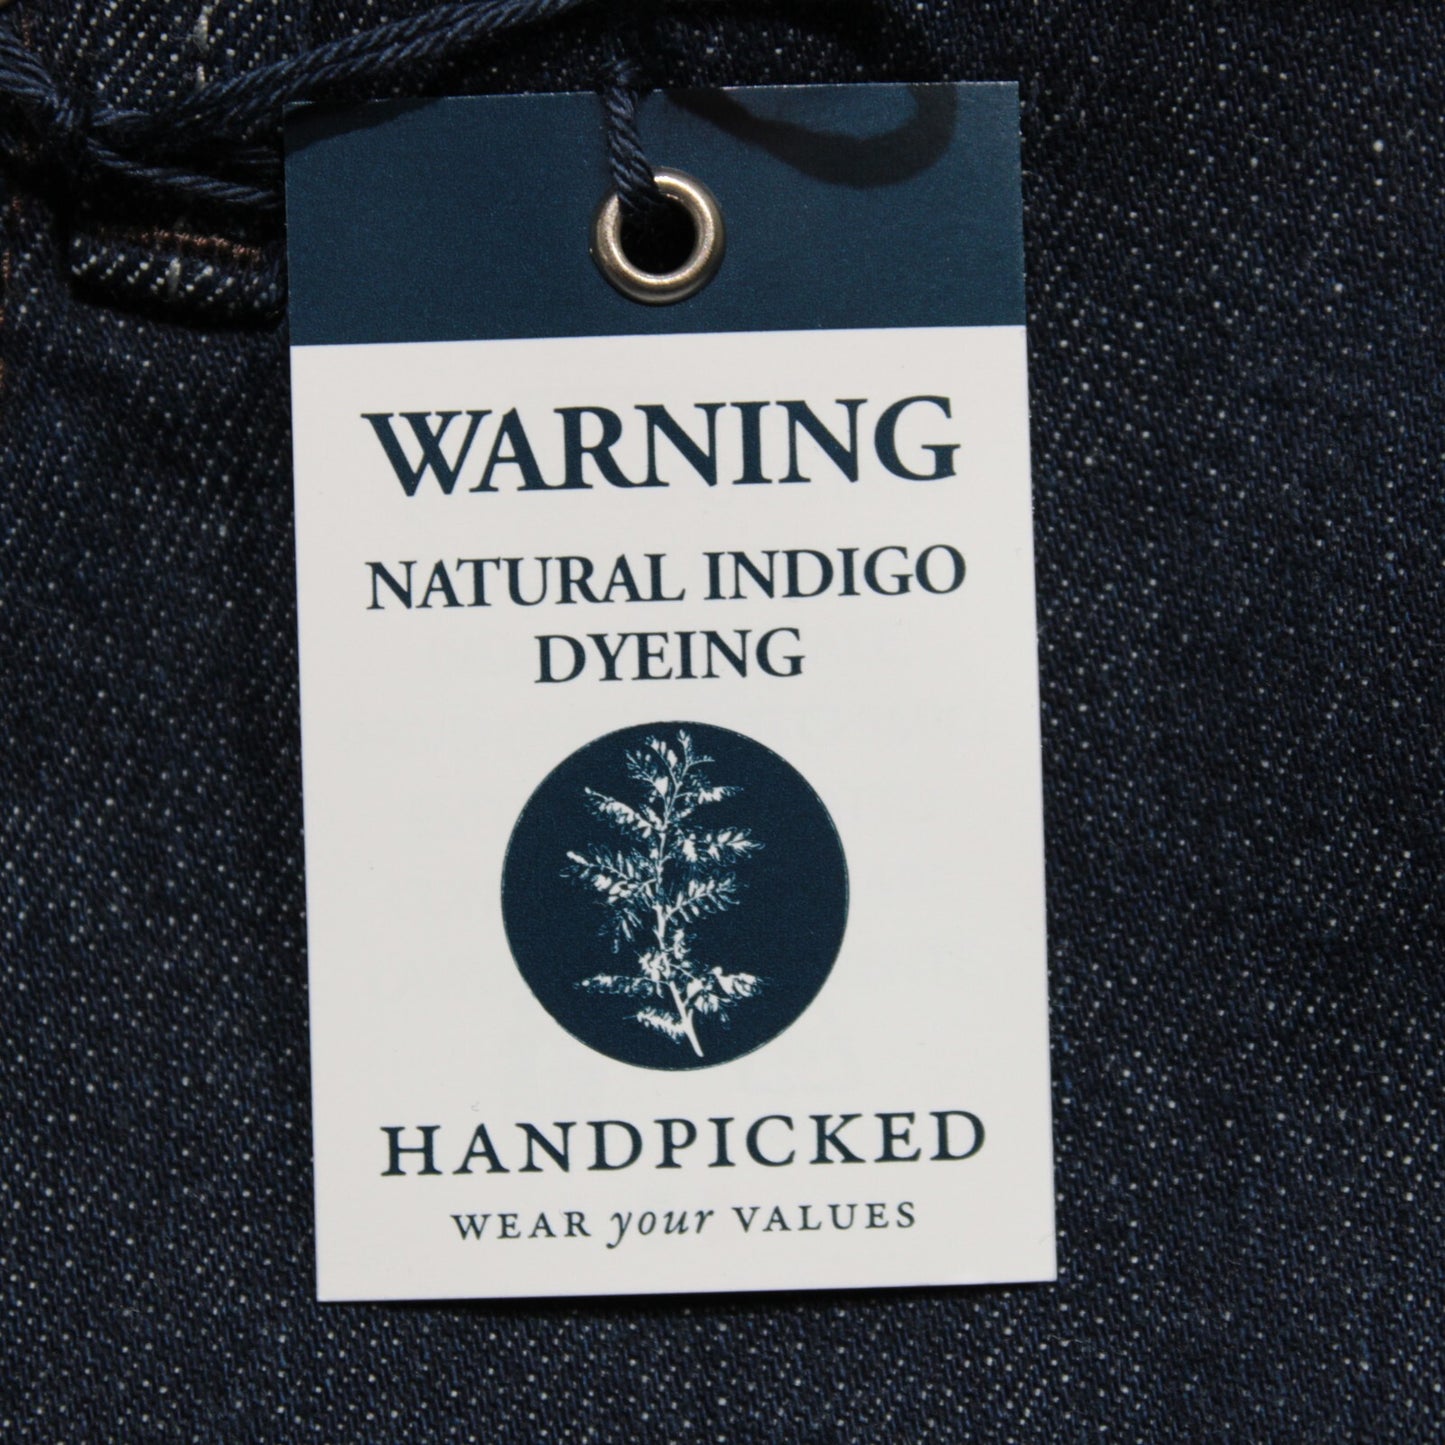 WARNING
NATURAL INDIGO
DYEING
HANDPICKED
WEAR your VALUES